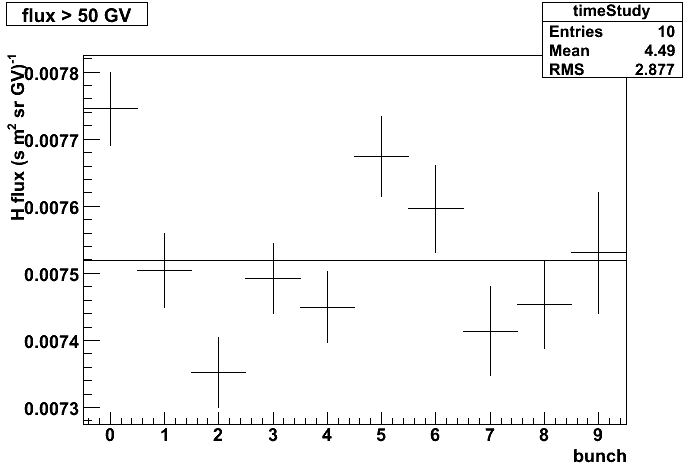 flux > 50 GV
timeStudy
Entries 10
Mean 4.49
RMS 2.877
H flux (s m² sr GV)⁻¹
0.0078
0.0077
0.0076
0.0075
0.0074
0.0073
0 1 2 3 4 5 6 7 8 9
bunch